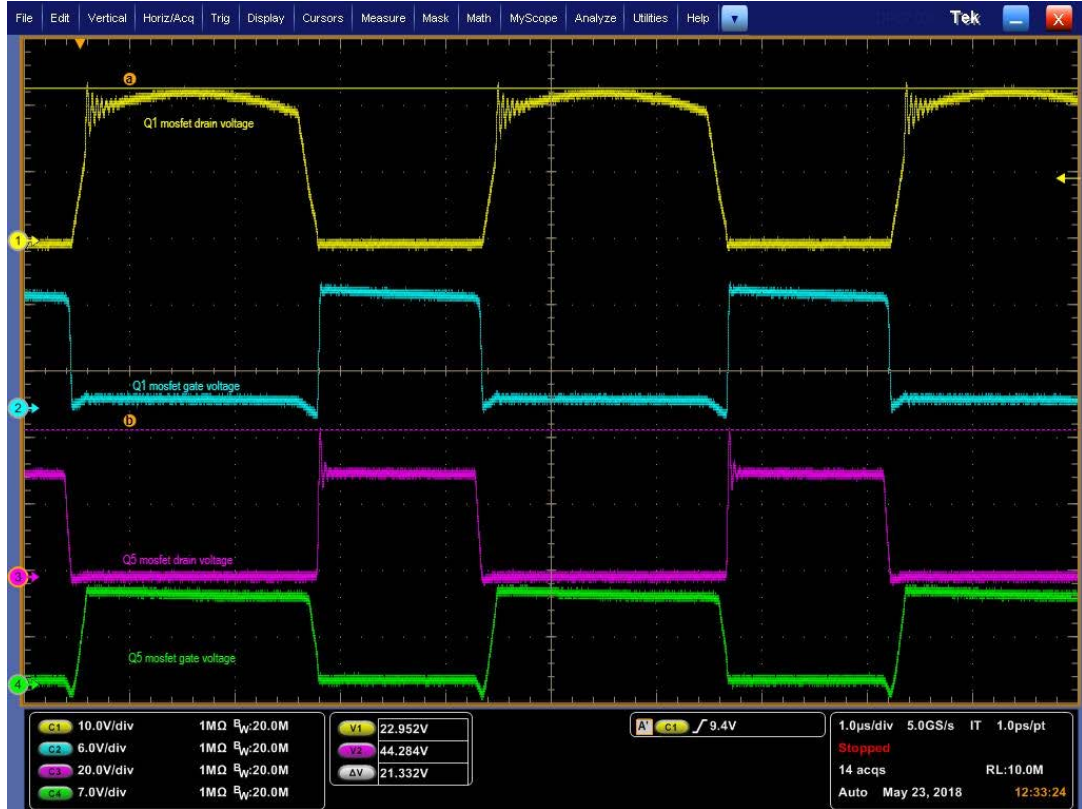 File Edit Vertical Horiz/Acq Trig Display Cursors Measure Mask Math MyScope Analyze Utilities Help Tek X
a
Q1 mosfet drain voltage
1
Q1 mosfet gate voltage
2
b
Q5 mosfet drain voltage
3
Q5 mosfet gate voltage
4
C1 10.0V/div 1MΩ BW:20.0M
C2 6.0V/div 1MΩ BW:20.0M
C3 20.0V/div 1MΩ BW:20.0M
C4 7.0V/div 1MΩ BW:20.0M
V1 22.952V
V2 44.284V
ΔV 21.332V
A' C1 9.4V
1.0μs/div 5.0GS/s IT 1.0ps/pt
Stopped
14 acqs RL:10.0M
Auto May 23, 2018 12:33:24